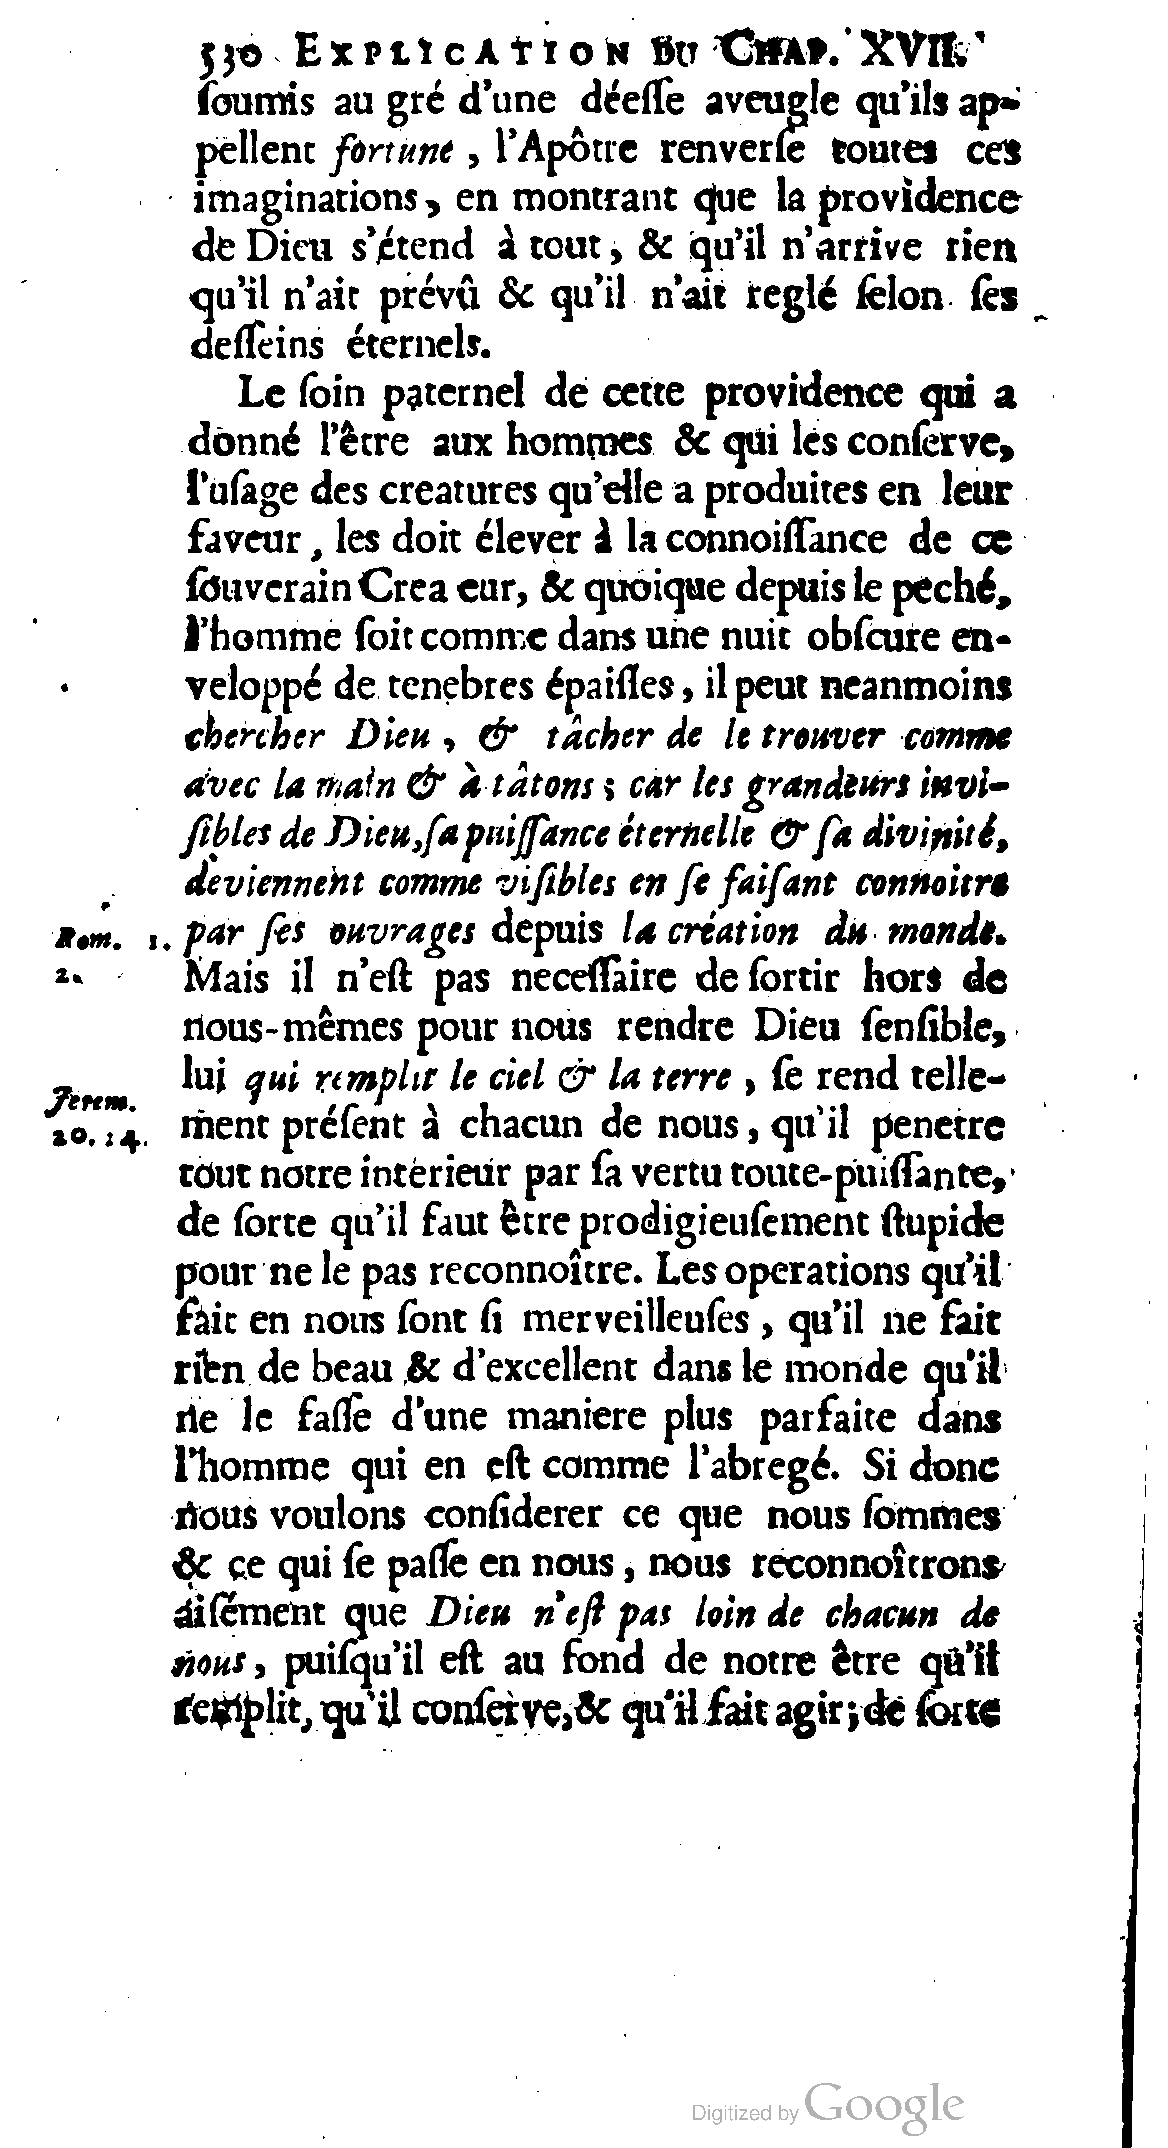 530 EXPLICATION DU CHAP. XVII.
ſoumis au gré d'une déeſſe aveugle qu'ils ap-
pellent fortune, l'Apôtre renverſe toutes ces
imaginations, en montrant que la providence
de Dieu s'étend à tout, & qu'il n'arrive rien
qu'il n'ait prévû & qu'il n'ait reglé ſelon ſes
deſſeins éternels.
Le ſoin paternel de cette providence qui a
donné l'être aux hommes & qui les conſerve,
l'uſage des creatures qu'elle a produites en leur
faveur, les doit élever à la connoiſſance de ce
ſouverain Crea eur, & quoique depuis le peché,
l'homme ſoit comme dans une nuit obſcure en-
veloppé de tenebres épaiſſes, il peut neanmoins
chercher Dieu, & tâcher de le trouver comme
avec la main & à tâtons; car les grandeurs invi-
ſibles de Dieu, ſa puiſſance éternelle & ſa divinité,
deviennent comme viſibles en ſe faiſant connoitre
Rom. 1. par ſes ouvrages depuis la création du monde.
2. Mais il n'eſt pas neceſſaire de ſortir hors de
nous-mêmes pour nous rendre Dieu ſenſible,
lui qui remplit le ciel & la terre, ſe rend telle-
Jerem.
20. 24. ment préſent à chacun de nous, qu'il penetre
tout notre intérieur par ſa vertu toute-puiſſante,
de ſorte qu'il faut être prodigieuſement ſtupide
pour ne le pas reconnoître. Les operations qu'il
fait en nous ſont ſi merveilleuſes, qu'il ne fait
rien de beau & d'excellent dans le monde qu'il
ne le faſſe d'une maniere plus parfaite dans
l'homme qui en eſt comme l'abregé. Si donc
nous voulons conſiderer ce que nous ſommes
& ce qui ſe paſſe en nous, nous reconnoîtrons
aiſément que Dieu n'eſt pas loin de chacun de
nous, puiſqu'il eſt au fond de notre être qu'il
remplit, qu'il conſerve, & qu'il fait agir; de ſorte
Digitized by Google